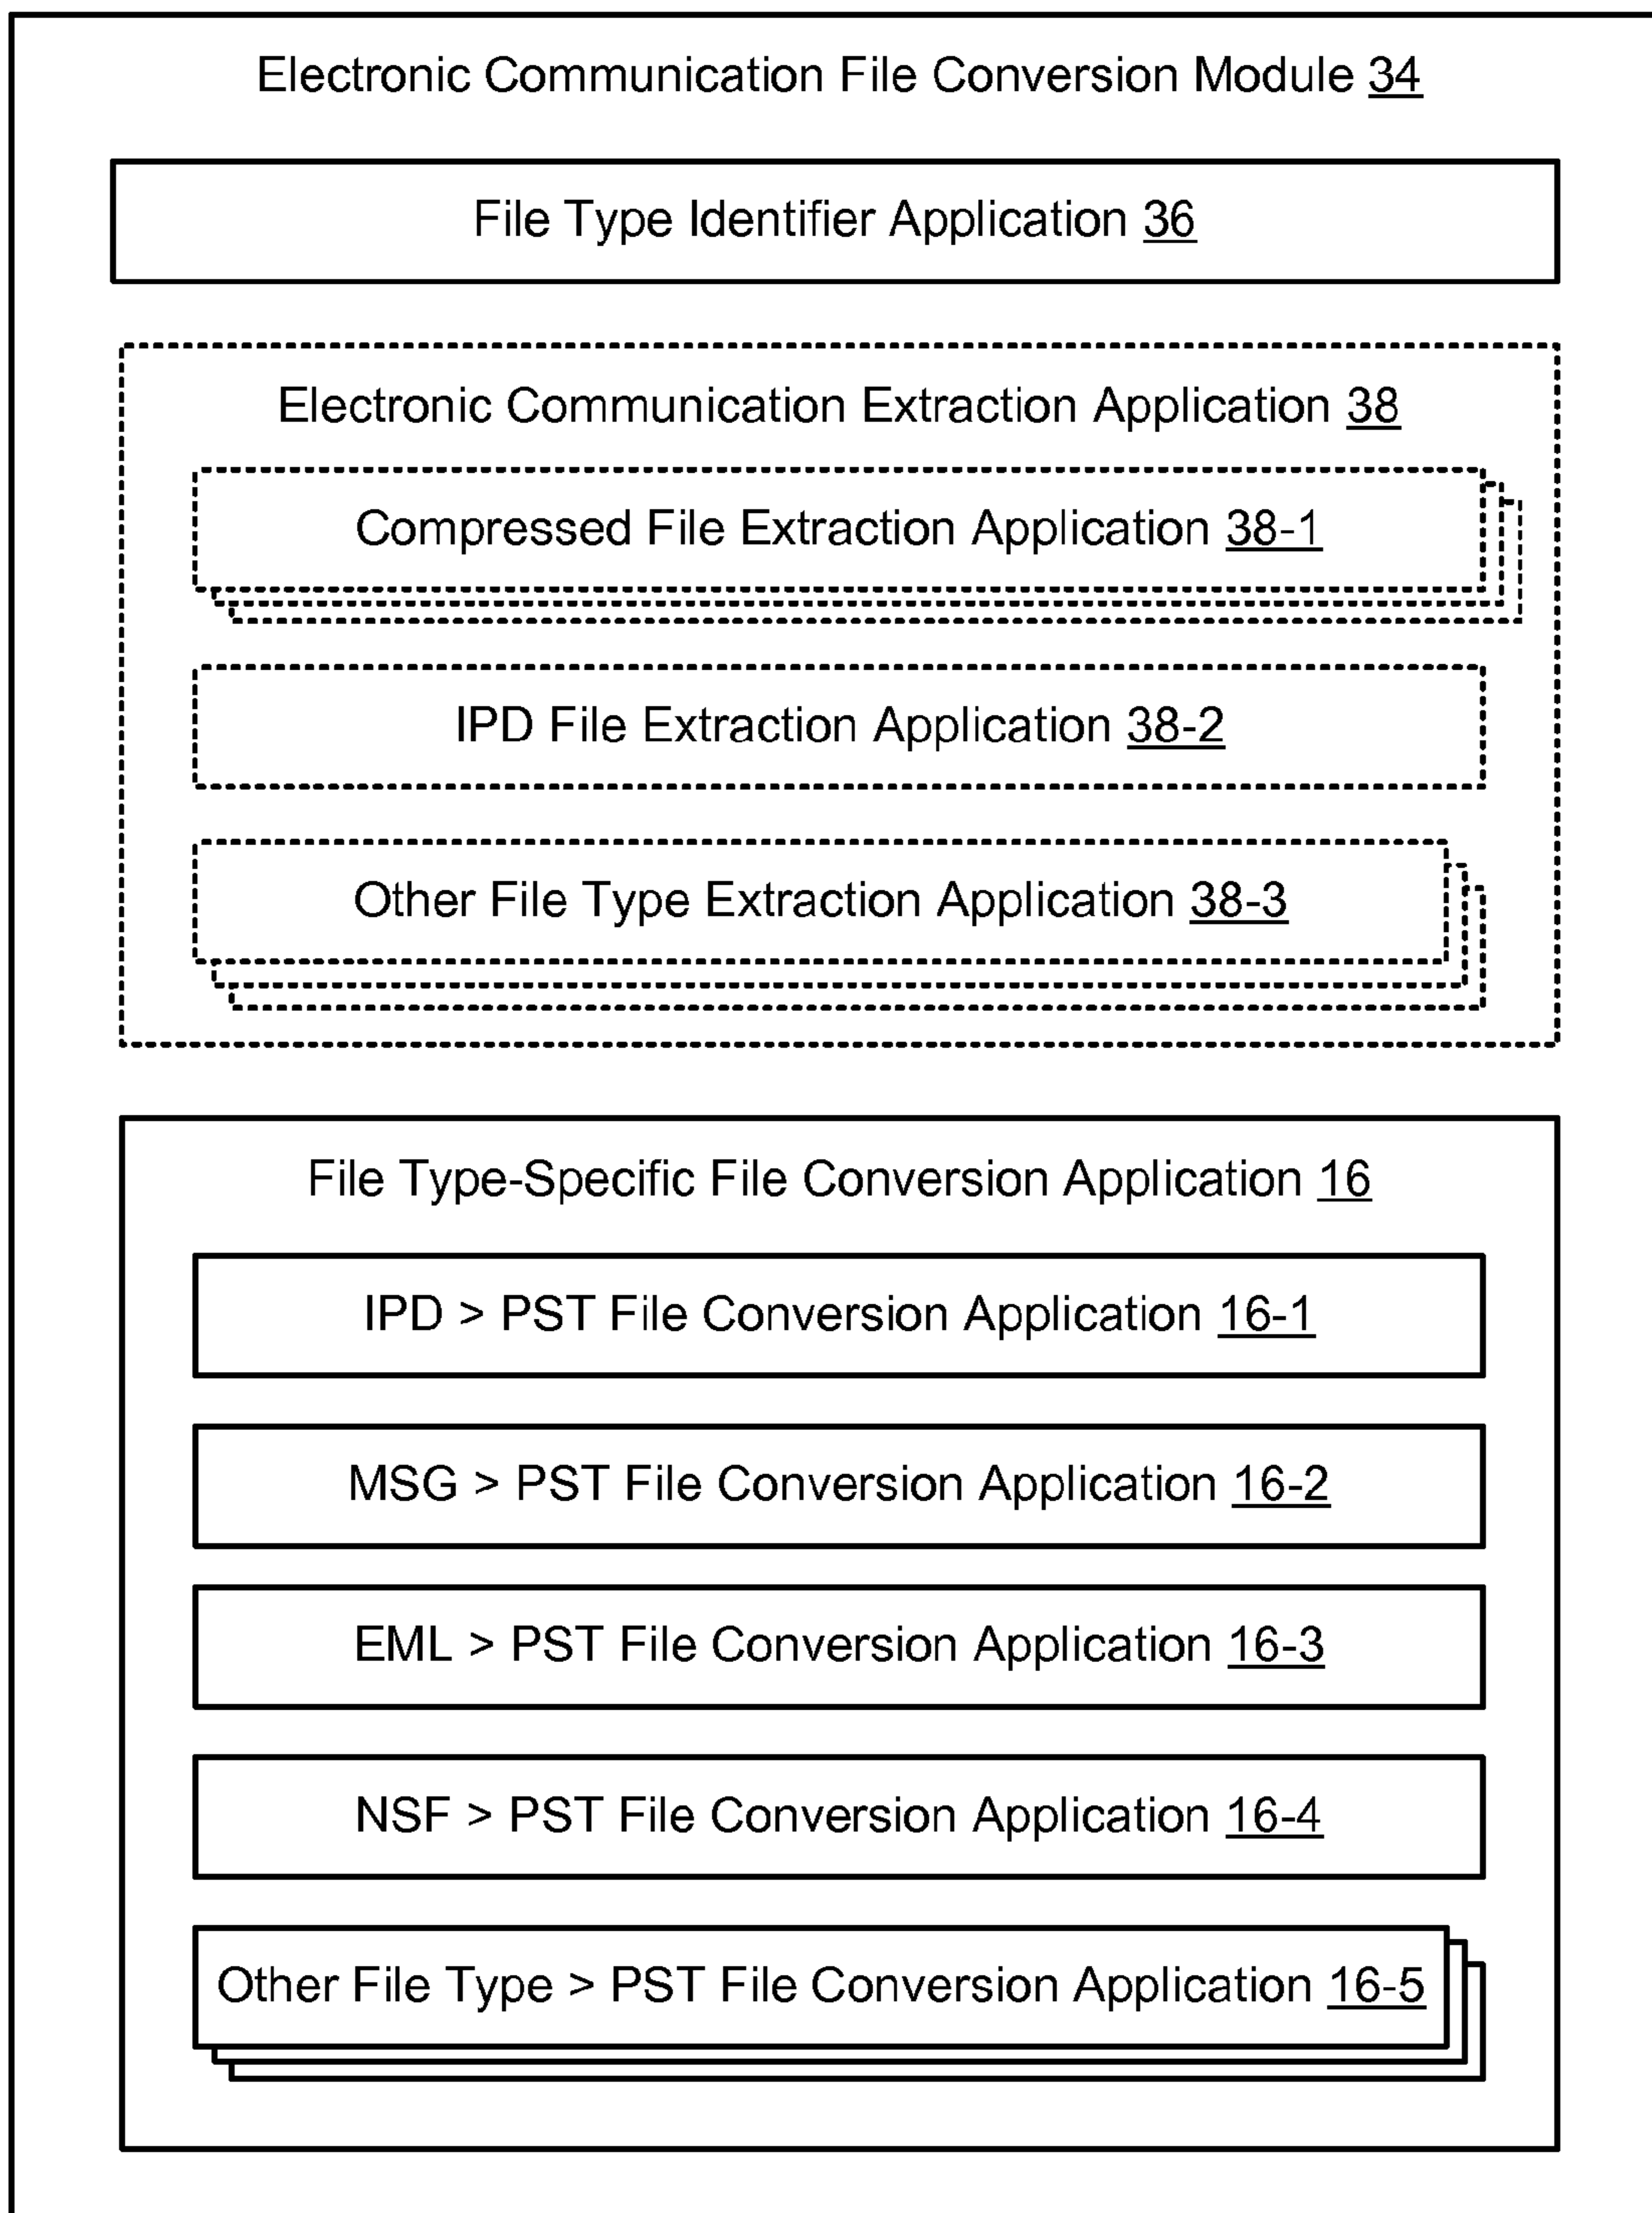 Electronic Communication File Conversion Module 34
File Type Identifier Application 36
Electronic Communication Extraction Application 38
Compressed File Extraction Application 38-1
IPD File Extraction Application 38-2
Other File Type Extraction Application 38-3
File Type-Specific File Conversion Application 16
IPD > PST File Conversion Application 16-1
MSG > PST File Conversion Application 16-2
EML > PST File Conversion Application 16-3
NSF > PST File Conversion Application 16-4
Other File Type > PST File Conversion Application 16-5